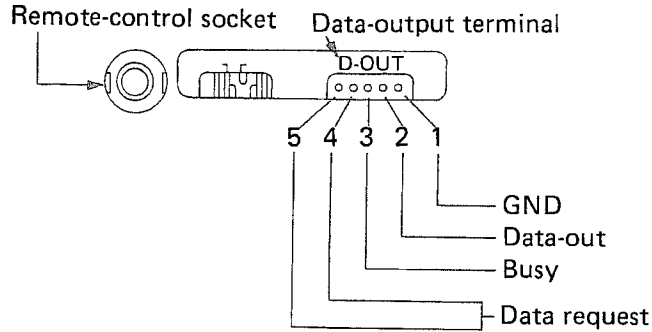 Remote-control socket
Data-output terminal
D-OUT
5 4 3 2 1
GND
Data-out
Busy
Data request